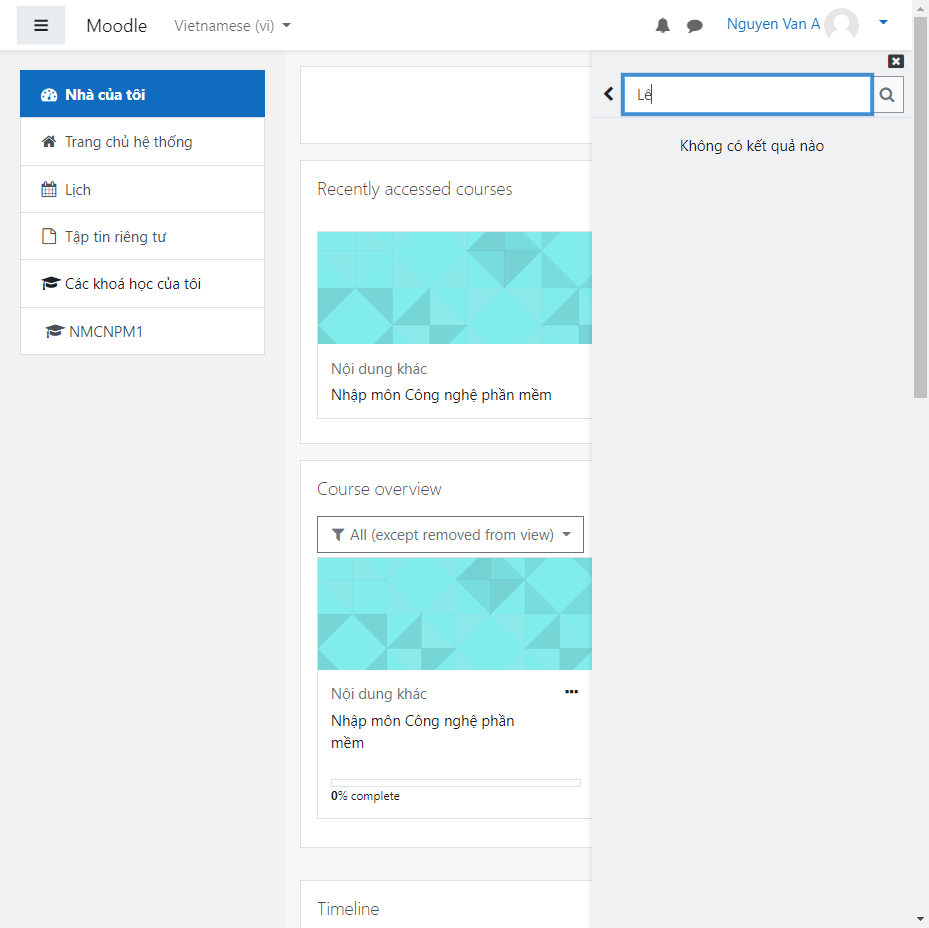 Moodle
Vietnamese (vi)
Nguyen Van A
Nhà của tôi
Trang chủ hệ thống
Lịch
Tập tin riêng tư
Các khoá học của tôi
NMCNPM1
Recently accessed courses
Nội dung khác
Nhập môn Công nghệ phần mềm
Course overview
All (except removed from view)
Nội dung khác
Nhập môn Công nghệ phần
mềm
0% complete
Timeline
Lê
Không có kết quả nào